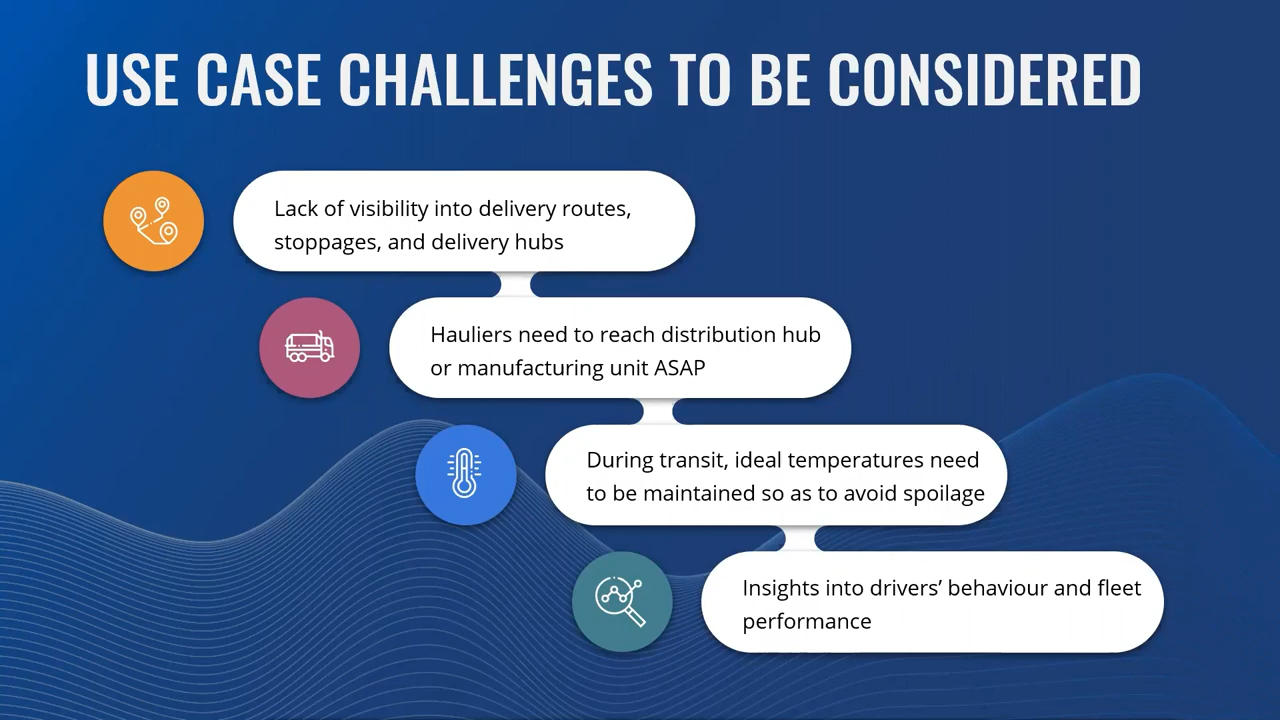 USE CASE CHALLENGES TO BE CONSIDERED
Lack of visibility into delivery routes,
stoppages, and delivery hubs
Hauliers need to reach distribution hub
or manufacturing unit ASAP
During transit, ideal temperatures need
to be maintained so as to avoid spoilage
Insights into drivers’ behaviour and fleet
performance